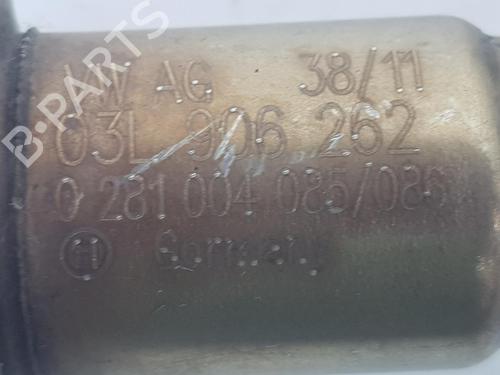 VW AG 38/11
03L 906 262
0 281 004 085/086
Germany
B-PARTS